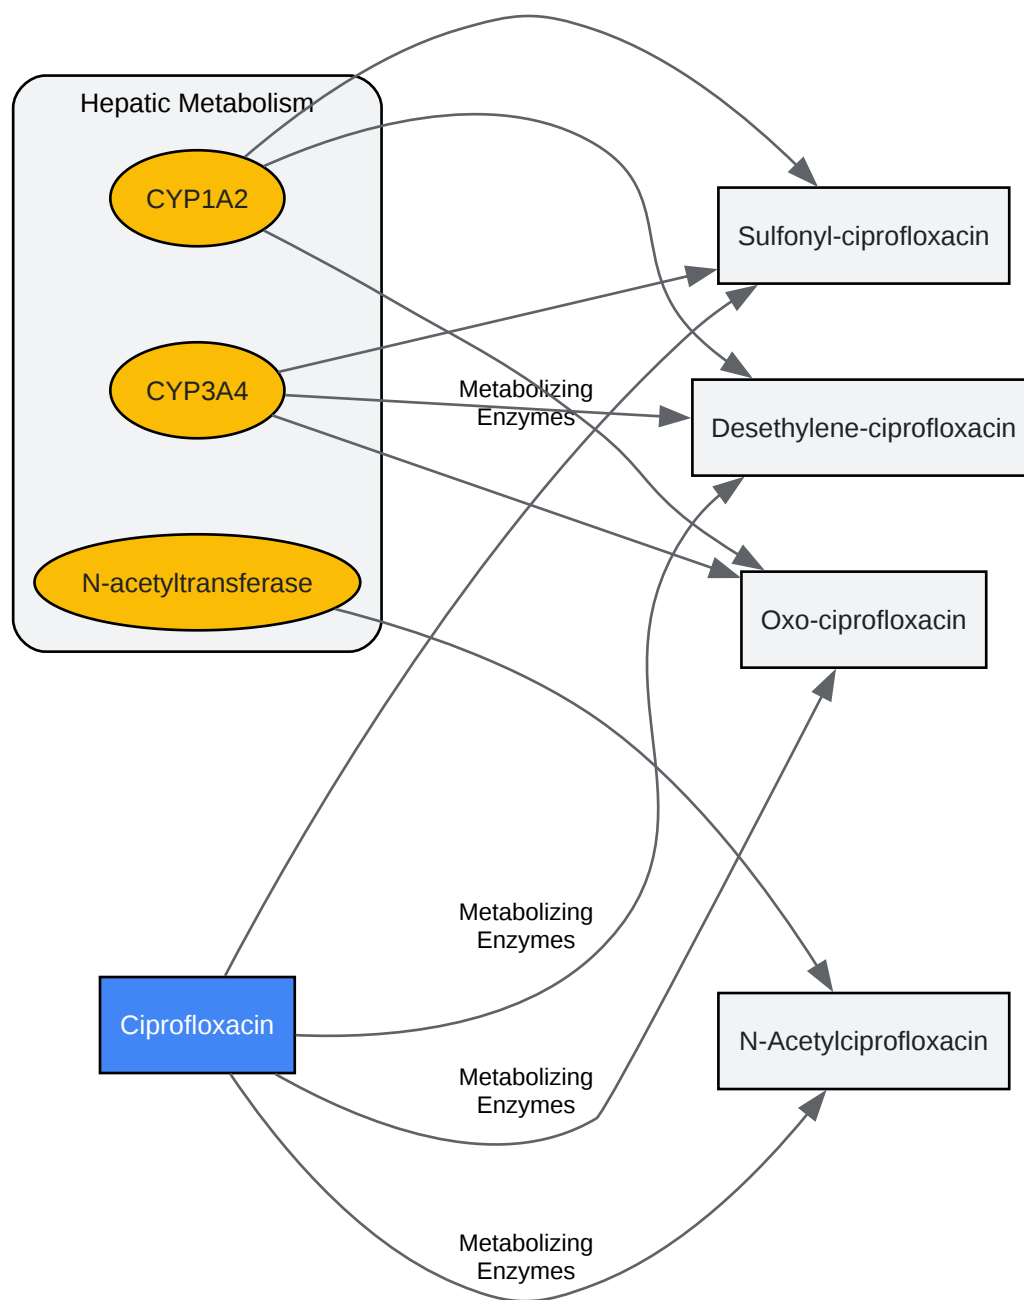 Hepatic Metabolism
CYP1A2
Sulfonyl-ciprofloxacin
CYP3A4
Metabolizing
Enzymes
Desethylene-ciprofloxacin
N-acetyltransferase
Oxo-ciprofloxacin
Metabolizing
Enzymes
Ciprofloxacin
N-Acetylciprofloxacin
Metabolizing
Enzymes
Metabolizing
Enzymes